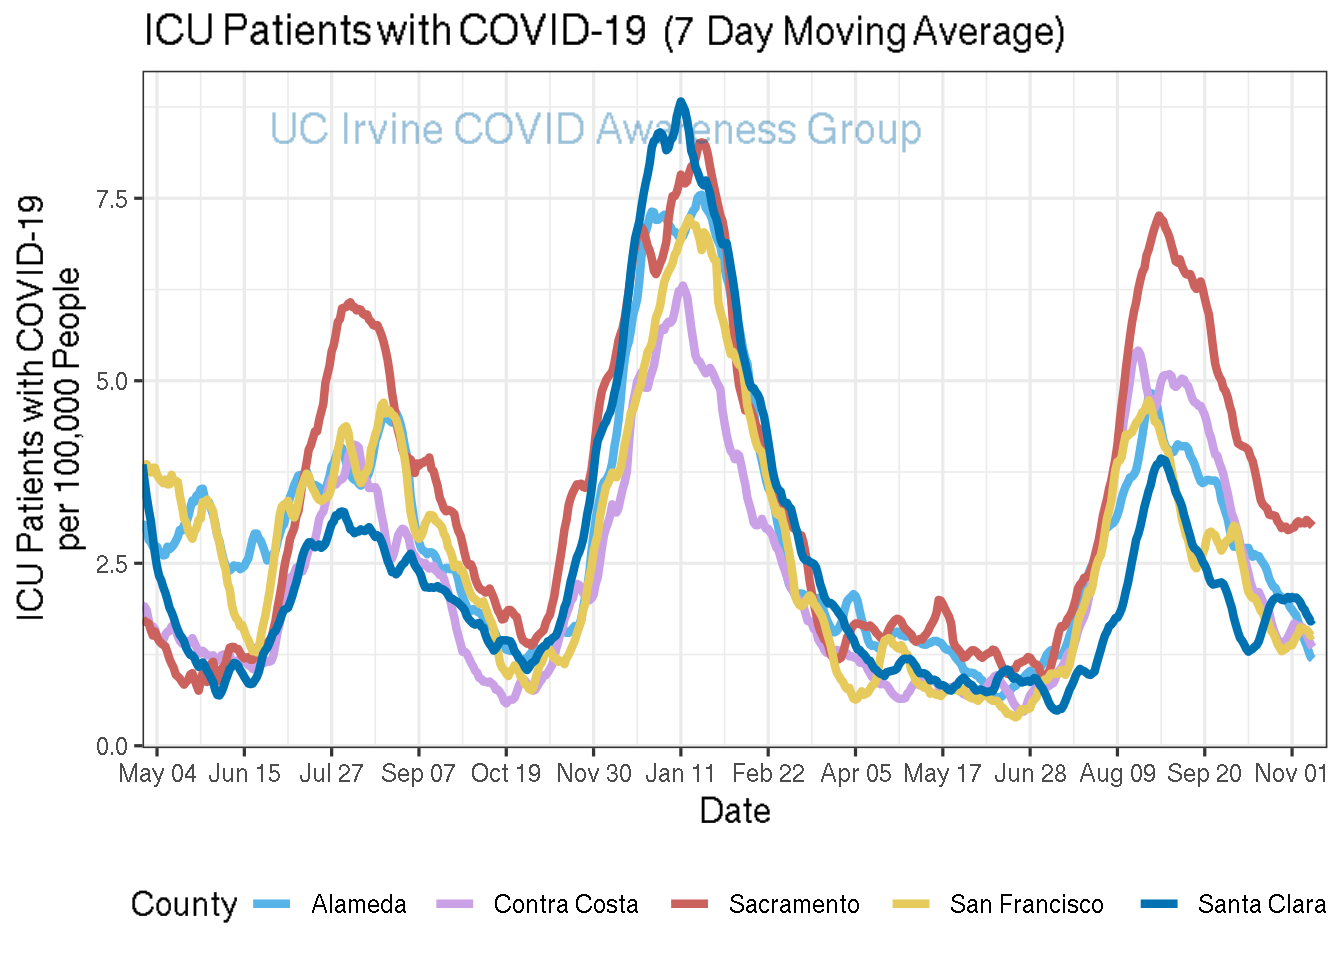 ICU Patients with COVID-19 (7 Day Moving Average)
UC Irvine COVID Awareness Group
ICU Patients with COVID-19
per 100,000 People
7.5
5.0
2.5
0.0
May 04 Jun 15 Jul 27 Sep 07 Oct 19 Nov 30 Jan 11 Feb 22 Apr 05 May 17 Jun 28 Aug 09 Sep 20 Nov 01
Date
County Alameda Contra Costa Sacramento San Francisco Santa Clara